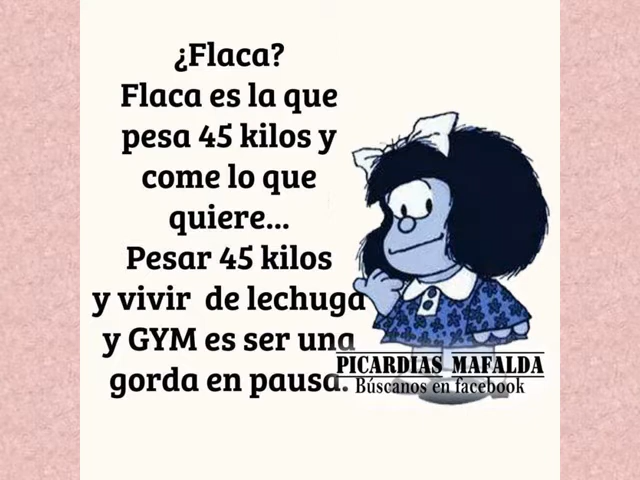 ¿Flaca?
Flaca es la que
pesa 45 kilos y
come lo que
quiere...
Pesar 45 kilos
y vivir de lechuga
y GYM es ser una
gorda en pausa.
PICARDIAS MAFALDA
Búscanos en facebook